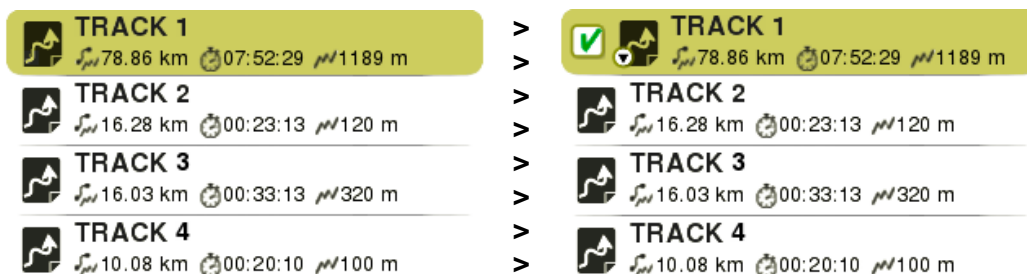 TRACK 1
78.86 km 07:52:29 1189 m
TRACK 2
16.28 km 00:23:13 120 m
TRACK 3
16.03 km 00:33:13 320 m
TRACK 4
10.08 km 00:20:10 100 m
>
>
>
>
>
>
>
>
TRACK 1
78.86 km 07:52:29 1189 m
TRACK 2
16.28 km 00:23:13 120 m
TRACK 3
16.03 km 00:33:13 320 m
TRACK 4
10.08 km 00:20:10 100 m